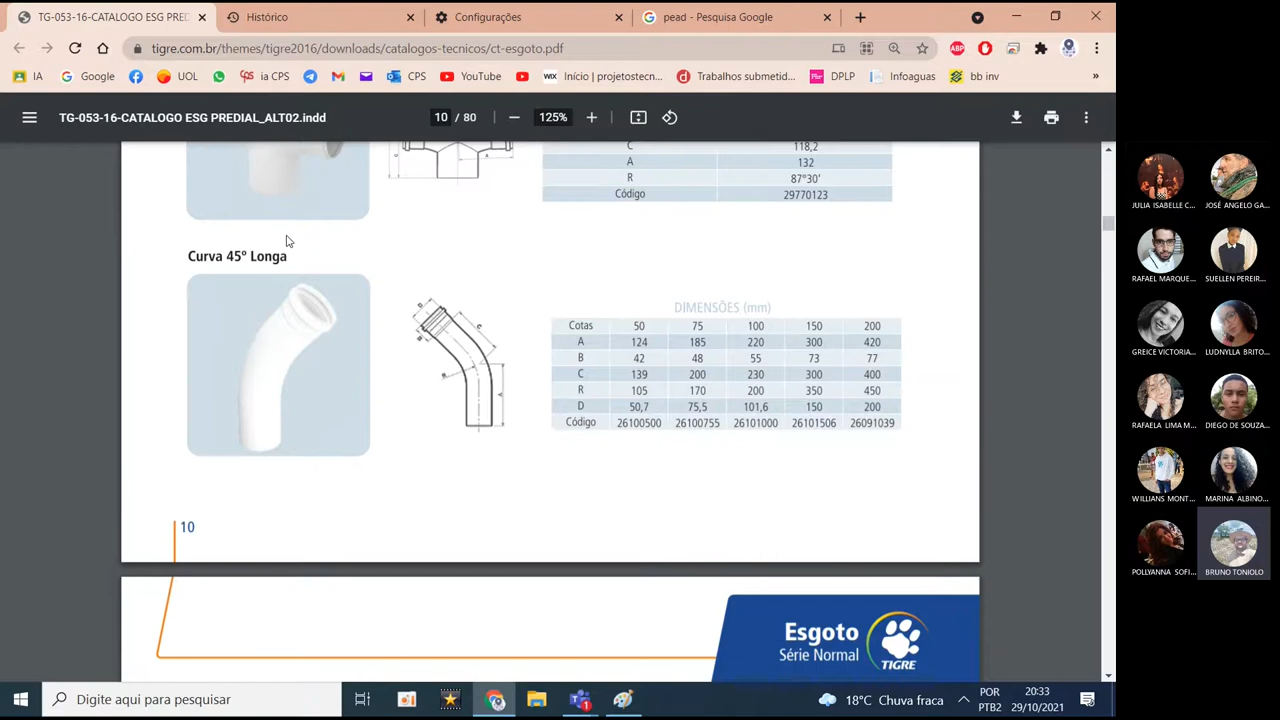 TG-053-16-CATALOGO ESG PRED
Histórico
Configurações
pead - Pesquisa Google
tigre.com.br/themes/tigre2016/downloads/catalogos-tecnicos/ct-esgoto.pdf
ABP
IA
Google
UOL
ia CPS
CPS
YouTube
WIX Início | projetostecn...
Trabalhos submetid...
DPLP
Infoaguas
bb inv
»
TG-053-16-CATALOGO ESG PREDIAL_ALT02.indd
10 / 80
125%
C 118,2
A 132
R 87º30'
Código 29770123
Curva 45º Longa
DIMENSÕES (mm)
Cotas 50 75 100 150 200
A 124 185 220 300 420
B 42 48 55 73 77
C 139 200 230 300 400
R 105 170 200 350 450
D 50,7 75,5 101,6 150 200
Código 26100500 26100755 26101000 26101506 26091039
10
Esgoto
Série Normal
TIGRE
JULIA ISABELLE C...
JOSÉ ANGELO GA...
RAFAEL MARQUE...
SUELLEN PEREIR...
GREICE VICTORIA...
LUDNYLLA BRITO...
RAFAELA LIMA M...
DIEGO DE SOUZA...
WILLIANS MONT...
MARINA ALBINO...
POLLYANNA SOFI...
BRUNO TONIOLO
Digite aqui para pesquisar
18°C Chuva fraca
POR
PTB2
20:33
29/10/2021